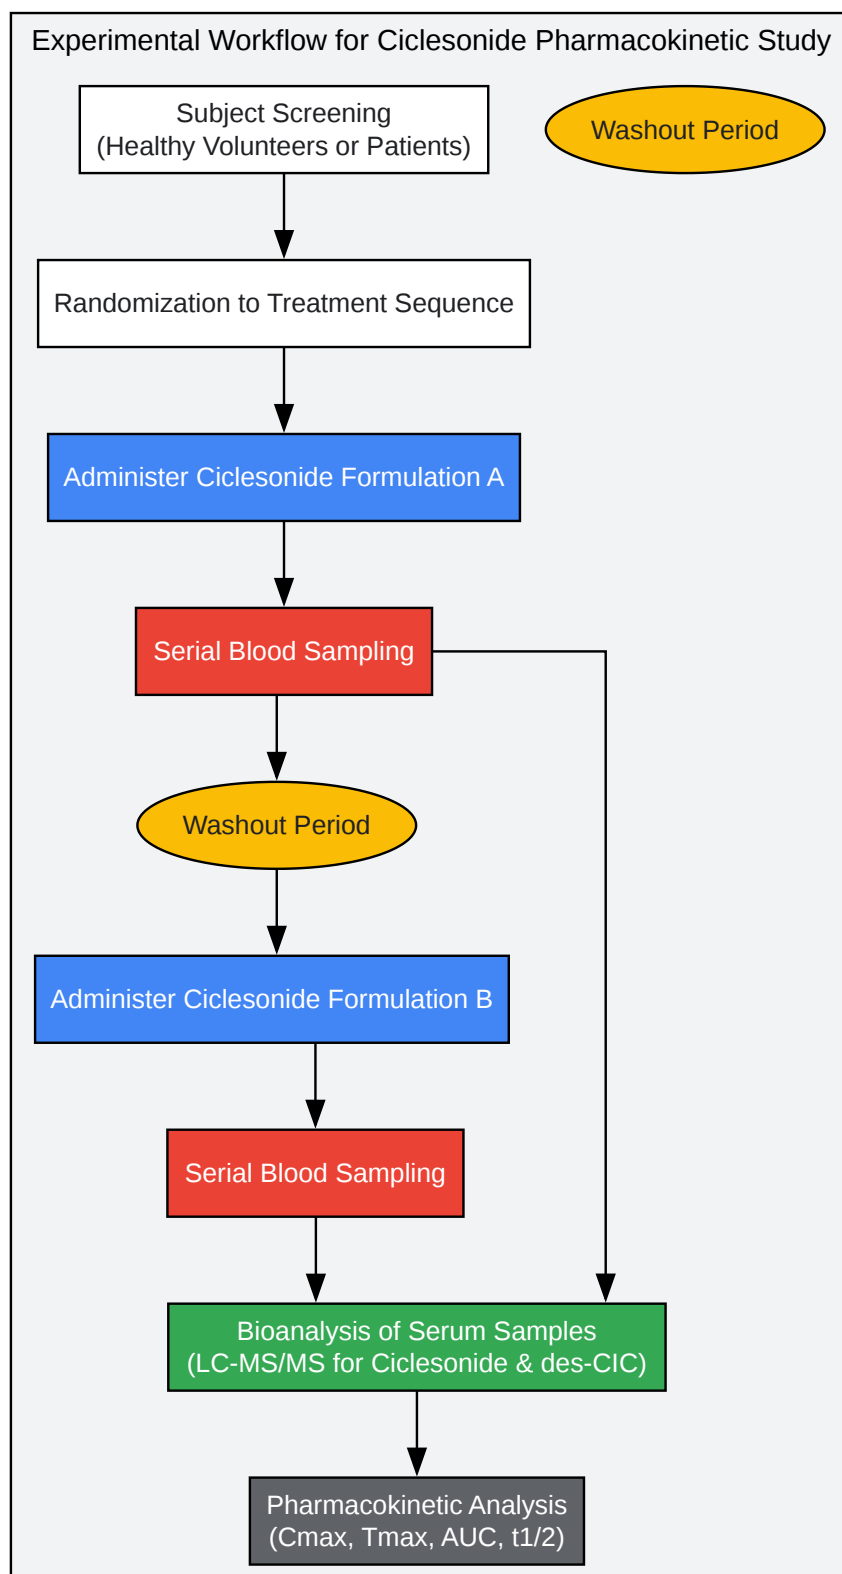 Experimental Workflow for Ciclesonide Pharmacokinetic Study
Subject Screening
(Healthy Volunteers or Patients)
Washout Period
Randomization to Treatment Sequence
Administer Ciclesonide Formulation A
Serial Blood Sampling
Washout Period
Administer Ciclesonide Formulation B
Serial Blood Sampling
Bioanalysis of Serum Samples
(LC-MS/MS for Ciclesonide & des-CIC)
Pharmacokinetic Analysis
(Cmax, Tmax, AUC, t1/2)